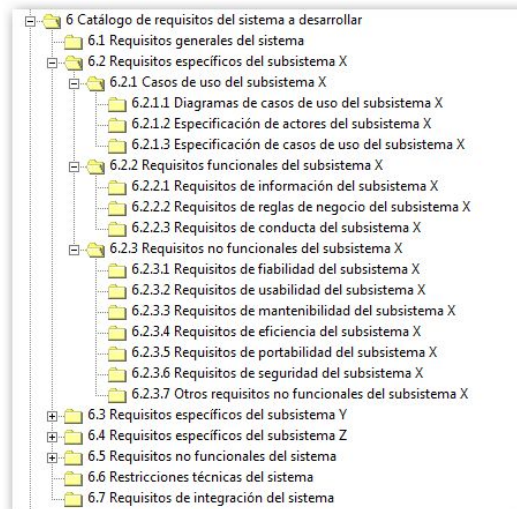 6 Catálogo de requisitos del sistema a desarrollar
6.1 Requisitos generales del sistema
6.2 Requisitos específicos del subsistema X
6.2.1 Casos de uso del subsistema X
6.2.1.1 Diagramas de casos de uso del subsistema X
6.2.1.2 Especificación de actores del subsistema X
6.2.1.3 Especificación de casos de uso del subsistema X
6.2.2 Requisitos funcionales del subsistema X
6.2.2.1 Requisitos de información del subsistema X
6.2.2.2 Requisitos de reglas de negocio del subsistema X
6.2.2.3 Requisitos de conducta del subsistema X
6.2.3 Requisitos no funcionales del subsistema X
6.2.3.1 Requisitos de fiabilidad del subsistema X
6.2.3.2 Requisitos de usabilidad del subsistema X
6.2.3.3 Requisitos de mantenibilidad del subsistema X
6.2.3.4 Requisitos de eficiencia del subsistema X
6.2.3.5 Requisitos de portabilidad del subsistema X
6.2.3.6 Requisitos de seguridad del subsistema X
6.2.3.7 Otros requisitos no funcionales del subsistema X
6.3 Requisitos específicos del subsistema Y
6.4 Requisitos específicos del subsistema Z
6.5 Requisitos no funcionales del sistema
6.6 Restricciones técnicas del sistema
6.7 Requisitos de integración del sistema